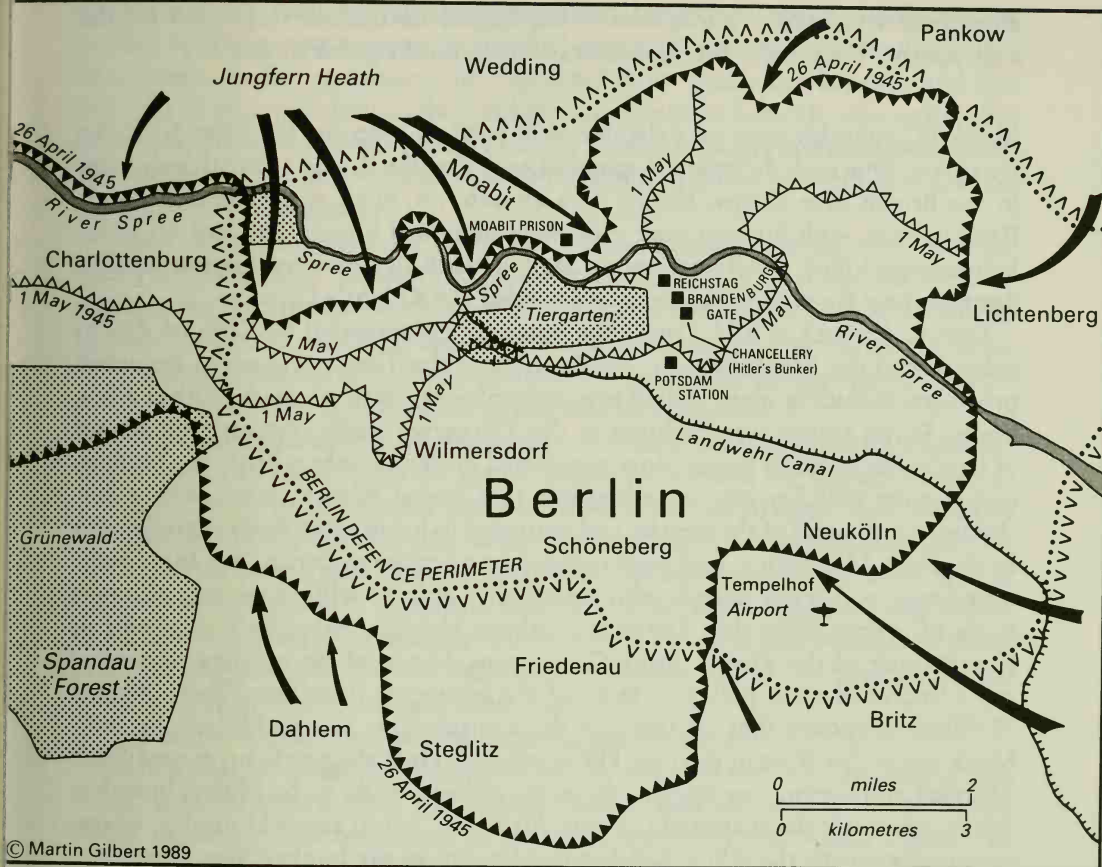 Pankow
Wedding
Jungfern Heath
26 April 1945
26 April 1945
River Spree
Moabit
1 May
MOABIT PRISON
1 May
Charlottenburg
Spree
Spree
REICHSTAG
BRANDENBURG
GATE
1 May
Lichtenberg
1 May 1945
Tiergarten
1 May
CHANCELLERY
(Hitler's Bunker)
POTSDAM
STATION
River Spree
1 May
1 May
Wilmersdorf
Landwehr Canal
Berlin
BERLIN DEFENCE PERIMETER
Schöneberg
Neukölln
Grünewald
Tempelhof
Airport
Spandau
Forest
Friedenau
Britz
Dahlem
Steglitz
26 April 1945
0 miles 2
0 kilometres 3
© Martin Gilbert 1989